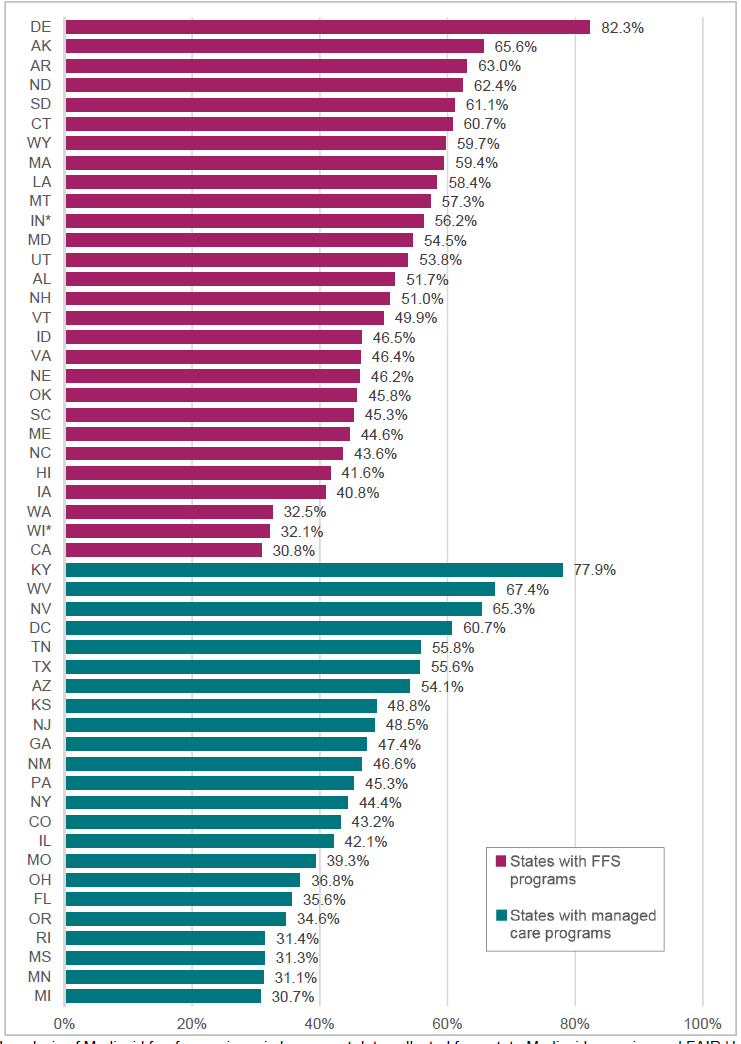 DE 82.3%
AK 65.6%
AR 63.0%
ND 62.4%
SD 61.1%
CT 60.7%
WY 59.7%
MA 59.4%
LA 58.4%
MT 57.3%
IN* 56.2%
MD 54.5%
UT 53.8%
AL 51.7%
NH 51.0%
VT 49.9%
ID 46.5%
VA 46.4%
NE 46.2%
OK 45.8%
SC 45.3%
ME 44.6%
NC 43.6%
HI 41.6%
IA 40.8%
WA 32.5%
WI* 32.1%
CA 30.8%
KY 77.9%
WV 67.4%
NV 65.3%
DC 60.7%
TN 55.8%
TX 55.6%
AZ 54.1%
KS 48.8%
NJ 48.5%
GA 47.4%
NM 46.6%
PA 45.3%
NY 44.4%
CO 43.2%
IL 42.1%
MO 39.3%
OH 36.8%
FL 35.6%
OR 34.6%
RI 31.4%
MS 31.3%
MN 31.1%
MI 30.7%
States with FFS
programs
States with managed
care programs
0% 20% 40% 60% 80% 100%